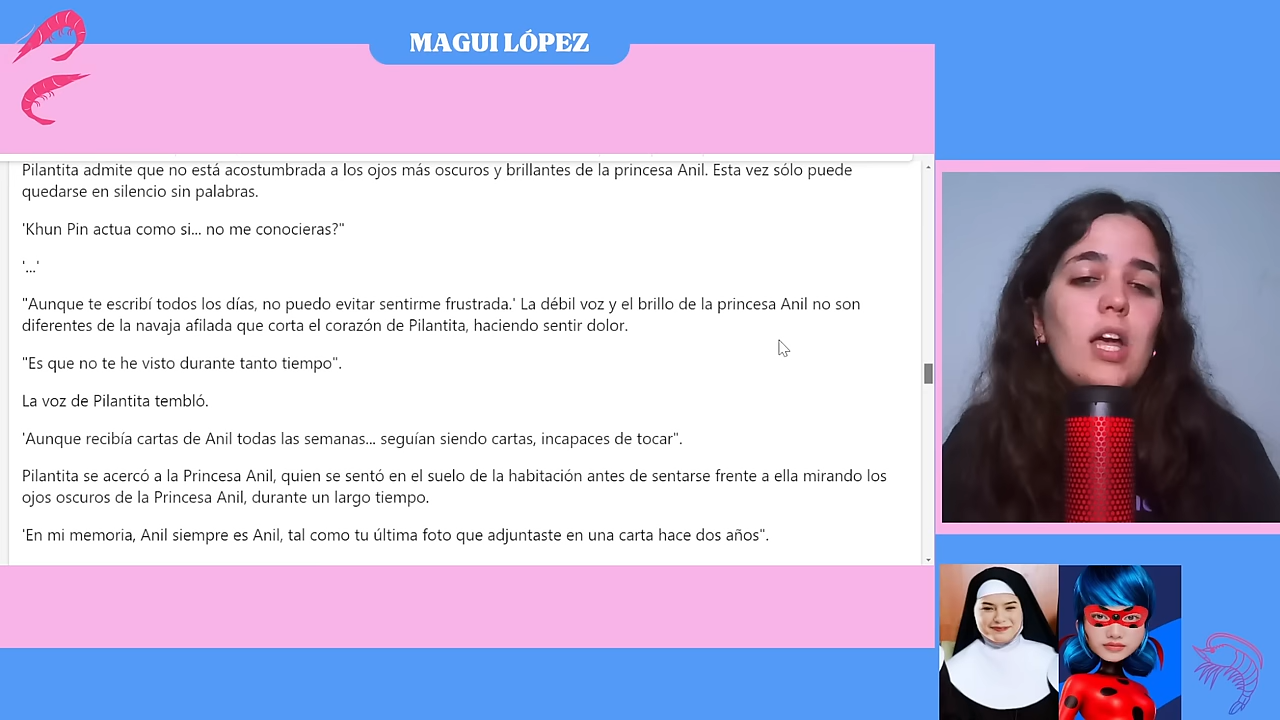 MAGUI LÓPEZ
Pilantita admite que no está acostumbrada a los ojos más oscuros y brillantes de la princesa Anil. Esta vez sólo puede
quedarse en silencio sin palabras.
'Khun Pin actua como si... no me conocieras?"
'...'
"Aunque te escribí todos los días, no puedo evitar sentirme frustrada.' La débil voz y el brillo de la princesa Anil no son
diferentes de la navaja afilada que corta el corazón de Pilantita, haciendo sentir dolor.
"Es que no te he visto durante tanto tiempo".
La voz de Pilantita tembló.
'Aunque recibía cartas de Anil todas las semanas... seguían siendo cartas, incapaces de tocar".
Pilantita se acercó a la Princesa Anil, quien se sentó en el suelo de la habitación antes de sentarse frente a ella mirando los
ojos oscuros de la Princesa Anil, durante un largo tiempo.
'En mi memoria, Anil siempre es Anil, tal como tu última foto que adjuntaste en una carta hace dos años".